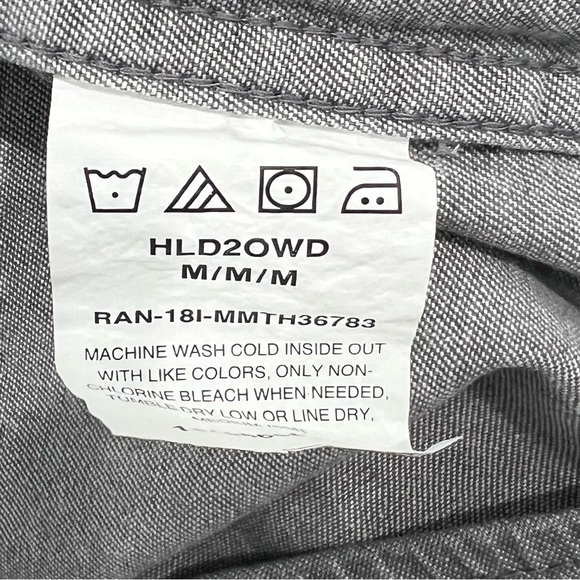 HLD2OWD
M/M/M
RAN-18I-MMTH36783
MACHINE WASH COLD INSIDE OUT
WITH LIKE COLORS, ONLY NON-
CHLORINE BLEACH WHEN NEEDED,
TUMBLE DRY LOW OR LINE DRY,
MEDIUM